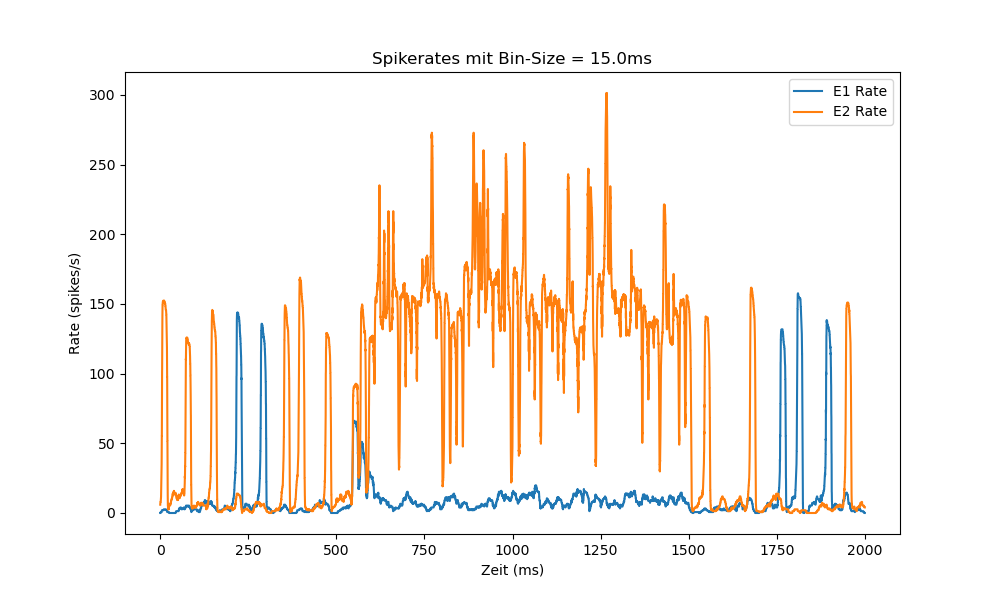 Spikerates mit Bin-Size = 15.0ms
E1 Rate
E2 Rate
Rate (spikes/s)
300
250
200
150
100
50
0
0 250 500 750 1000 1250 1500 1750 2000
Zeit (ms)